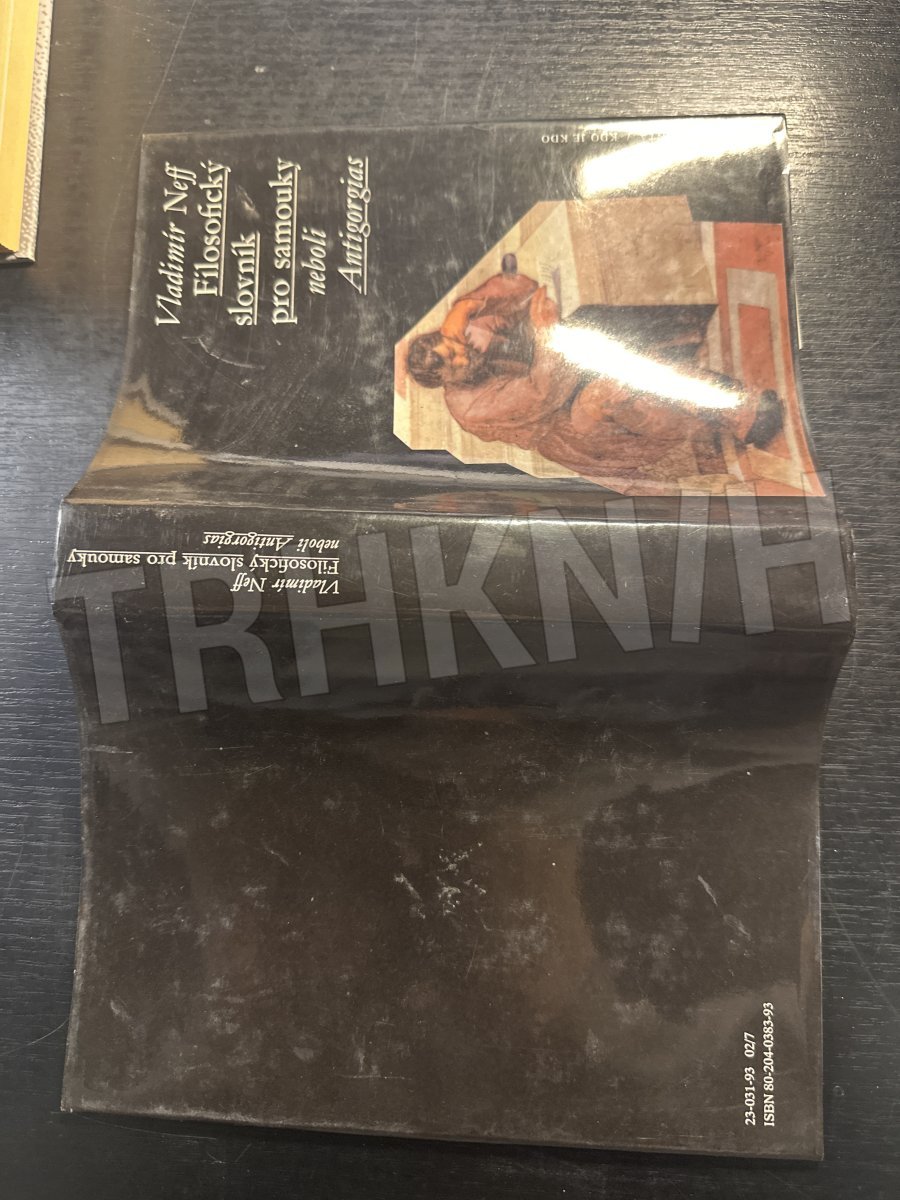 Vladimír Neff
Filosofický
slovník
pro samouky
neboli
Antigorgias
KDO JE KDO
Vladimír Neff
Filosofický slovník pro samouky
neboli Antigorgias
23-031-93 02/7
ISBN 80-204-0383-93
TRHKNIH